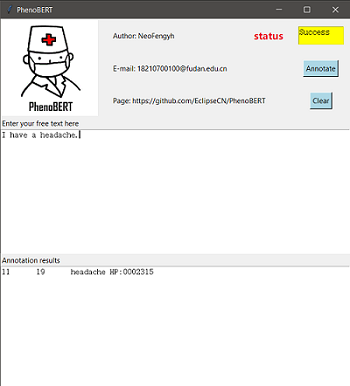 PhenoBERT
Author: NeoFengyh
status
Success
E-mail: 18210700100@fudan.edu.cn
Annotate
PhenoBERT
Page: https://github.com/EclipseCN/PhenoBERT
Clear
Enter your free text here
I have a headache.
Annotation results
11 19 headache HP:0002315